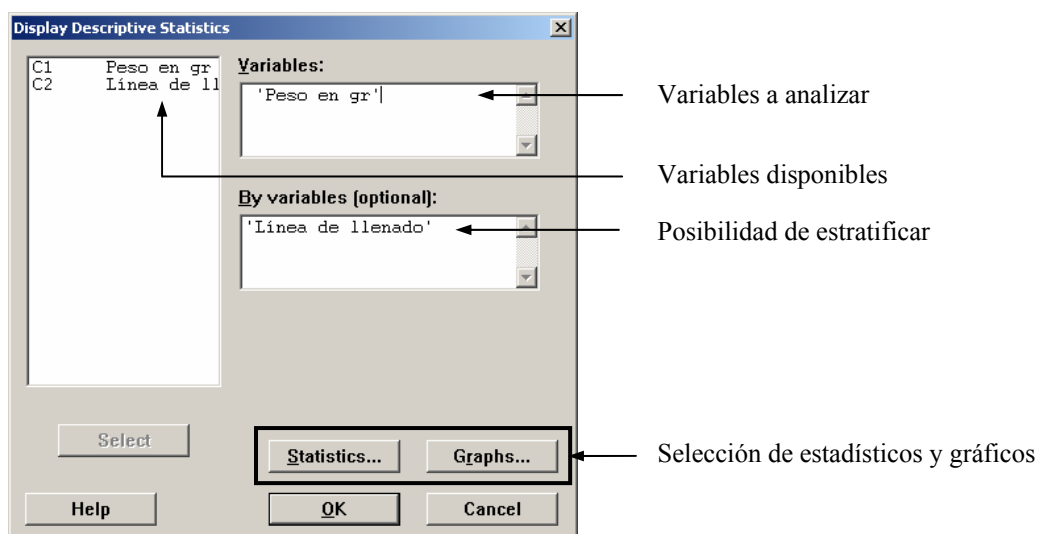 Display Descriptive Statistics
C1 Peso en gr
C2 Línea de ll
Variables:
'Peso en gr'
By variables (optional):
'Línea de llenado'
Select
Statistics...
Graphs...
Help
OK
Cancel
Variables a analizar
Variables disponibles
Posibilidad de estratificar
Selección de estadísticos y gráficos